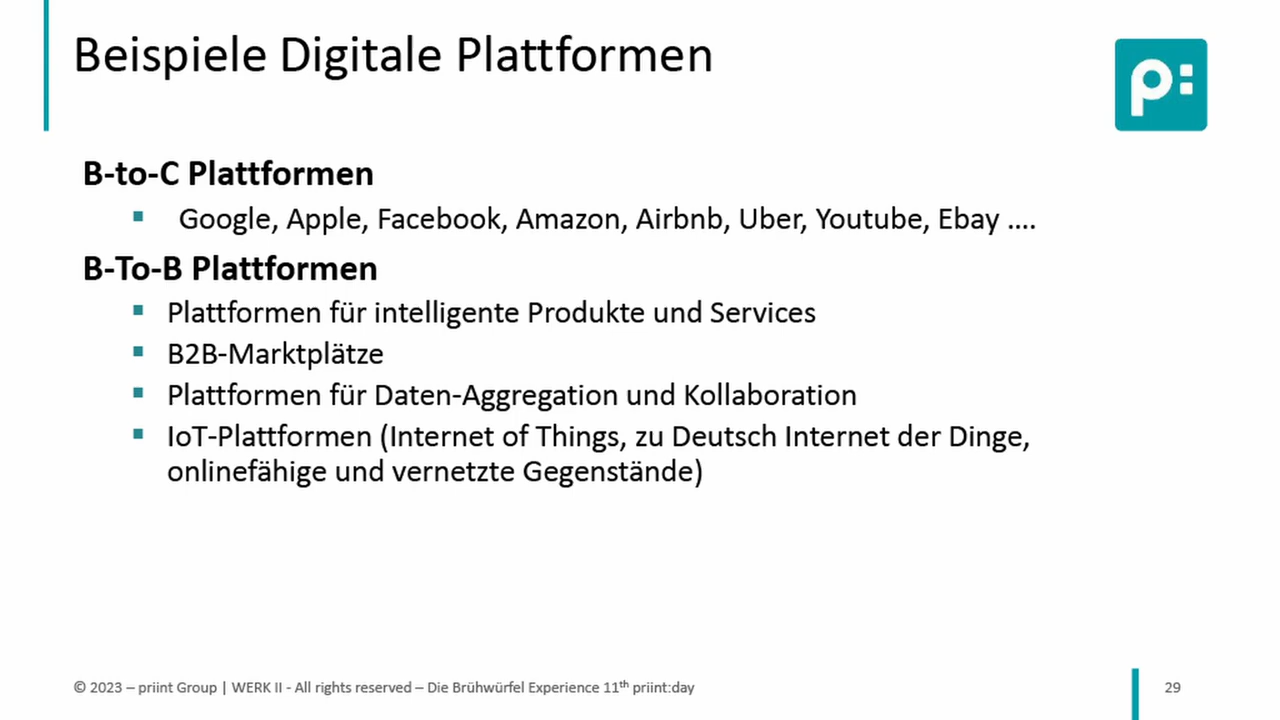 Beispiele Digitale Plattformen
p:
B-to-C Plattformen
▪ Google, Apple, Facebook, Amazon, Airbnb, Uber, Youtube, Ebay ....
B-To-B Plattformen
▪ Plattformen für intelligente Produkte und Services
▪ B2B-Marktplätze
▪ Plattformen für Daten-Aggregation und Kollaboration
▪ IoT-Plattformen (Internet of Things, zu Deutsch Internet der Dinge,
onlinefähige und vernetzte Gegenstände)
© 2023 – priint Group | WERK II - All rights reserved – Die Brühwürfel Experience 11th priint:day
29